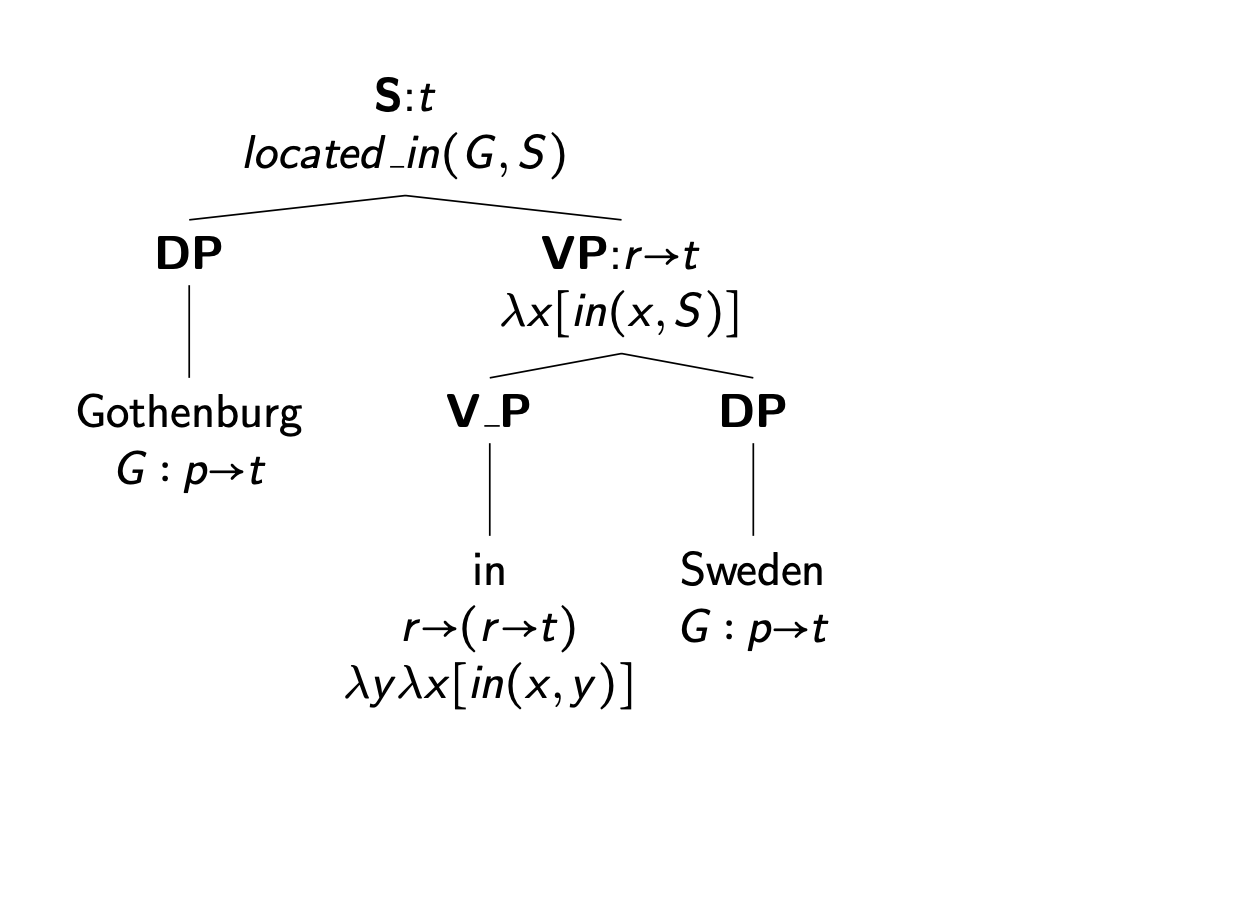 S:t
located_in(G, S)
DP
VP:r→t
λx[in(x, S)]
Gothenburg
G : p→t
V_P
DP
in
r→(r→t)
λyλx[in(x, y)]
Sweden
G : p→t